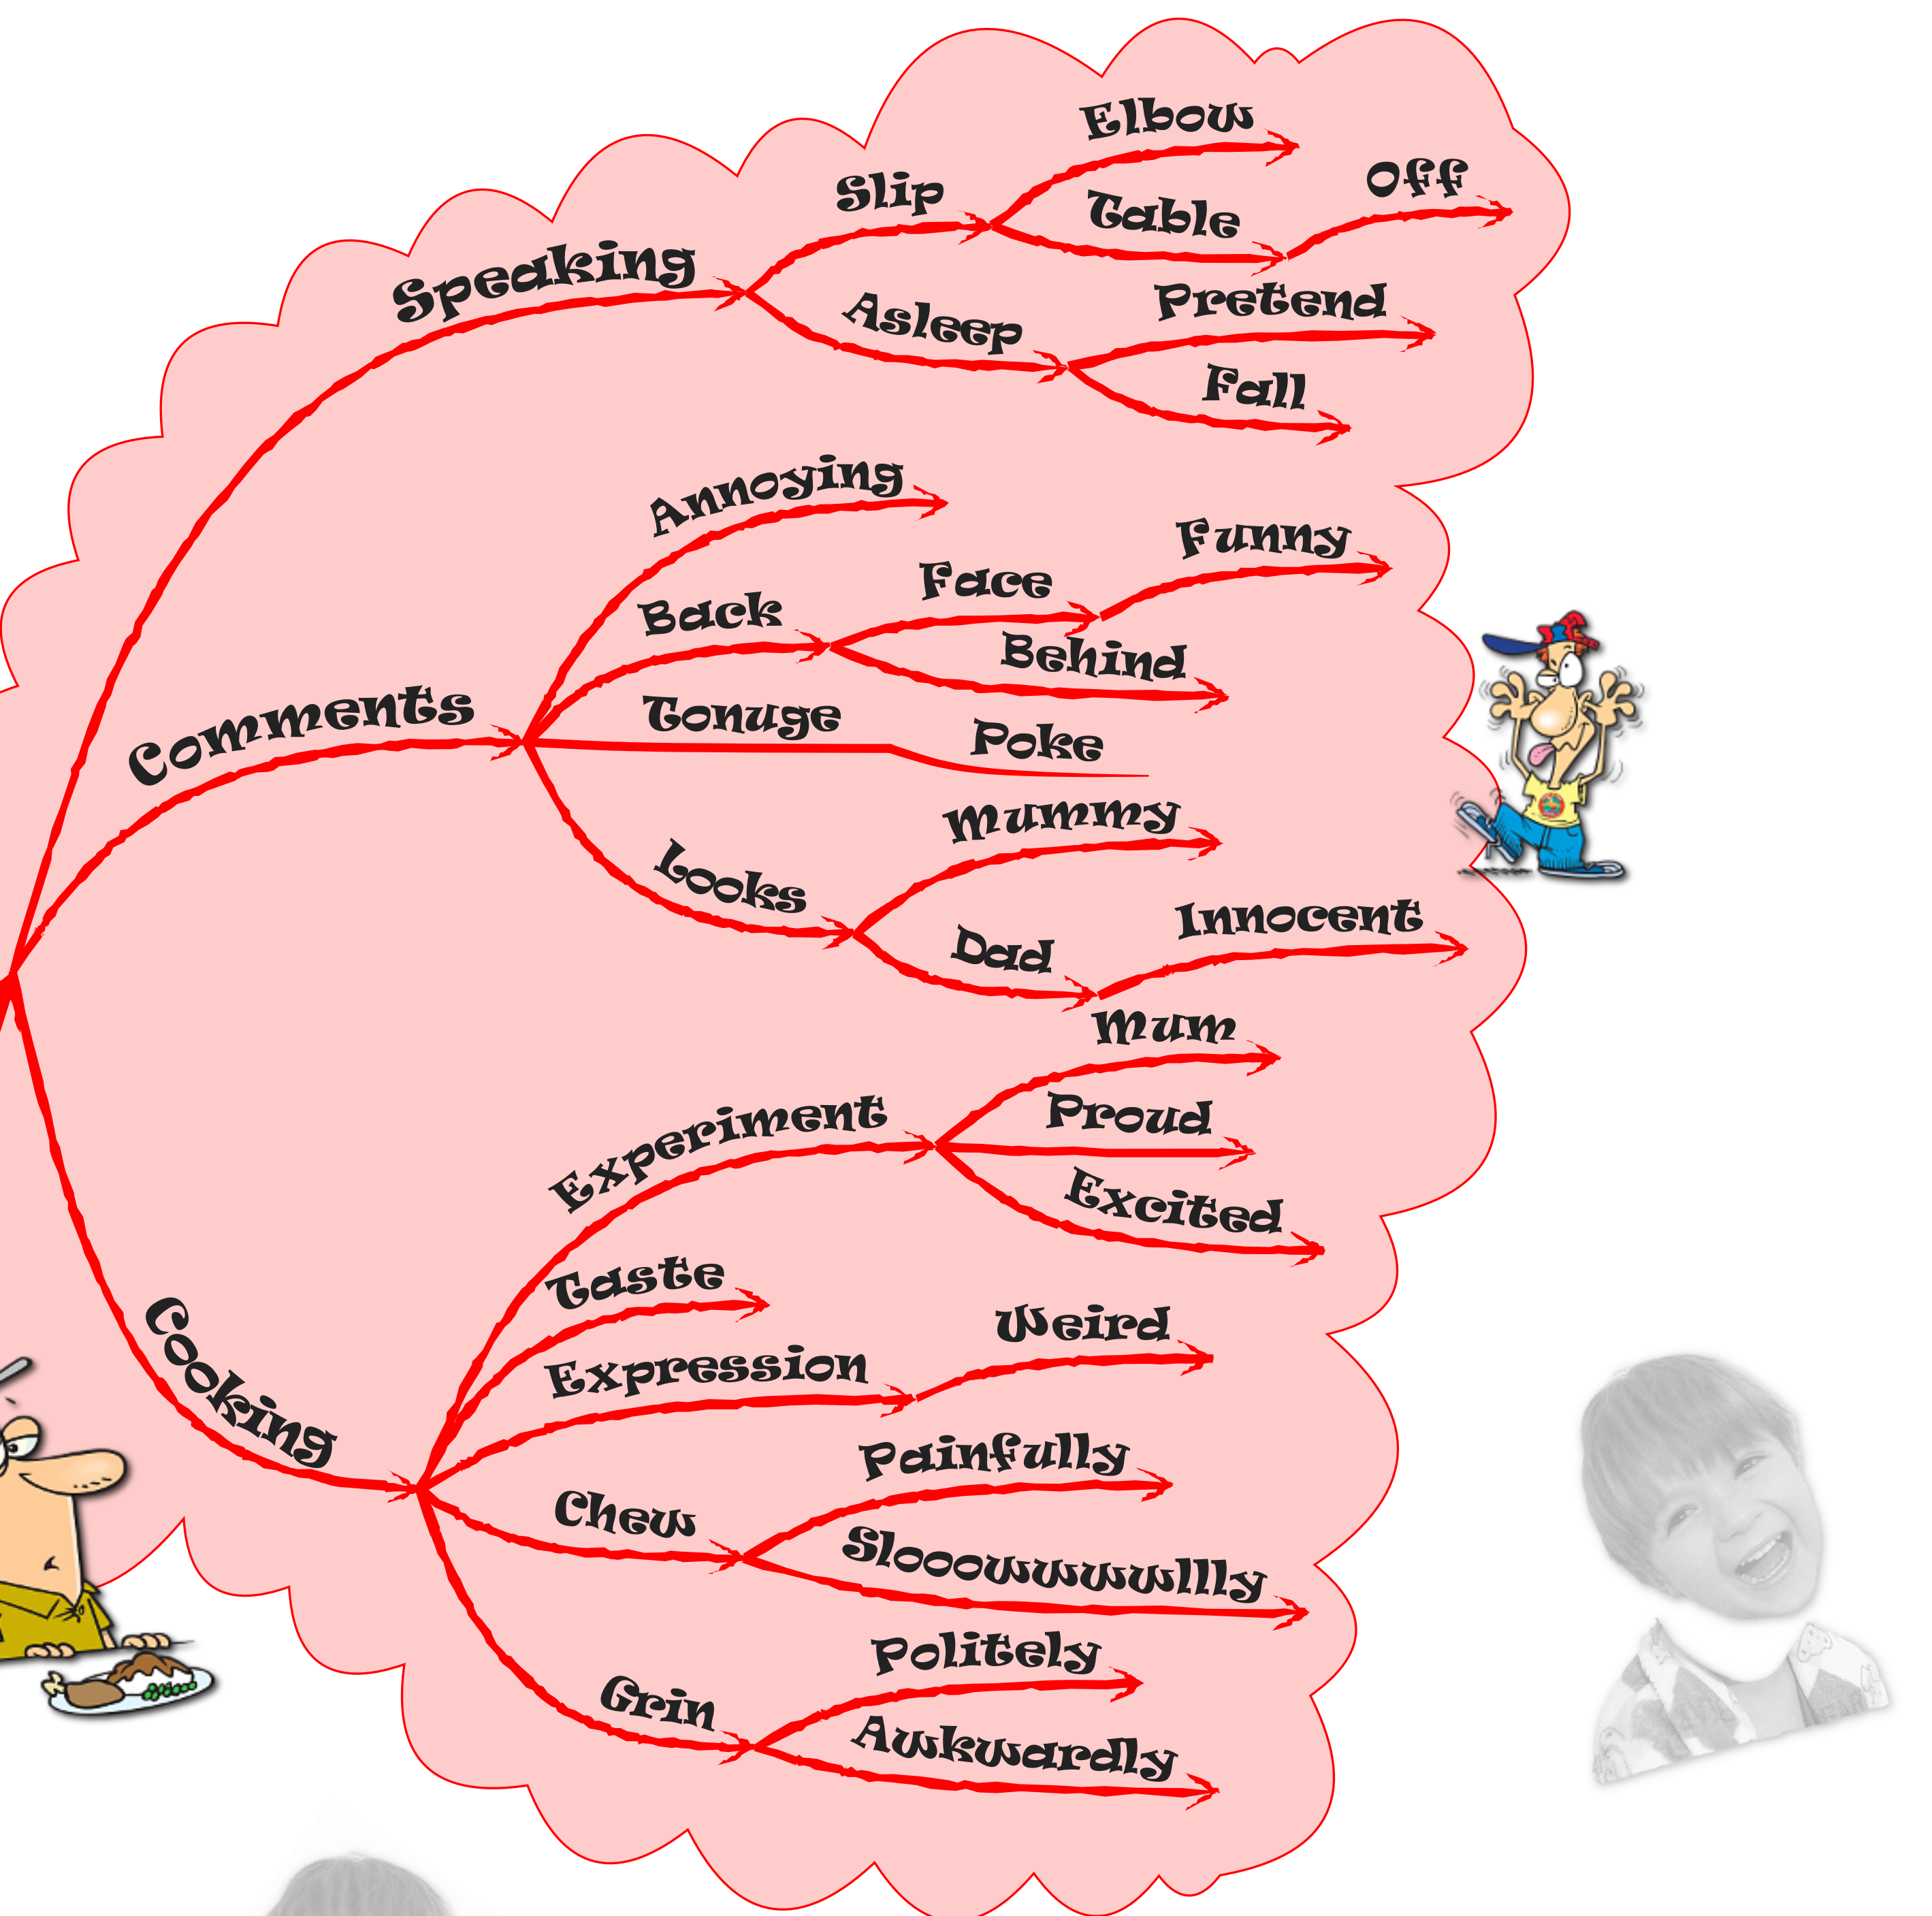 Speaking
Slip
Elbow
Table
Off
Asleep
Pretend
Fall
Comments
Annoying
Back
Face
Funny
Behind
Tonuge
Poke
Looks
Mummy
Dad
Innocent
Cooking
Experiment
Mum
Proud
Excited
Taste
Expression
Weird
Chew
Painfully
Slooowwwwllly
Grin
Politely
Awkwardly